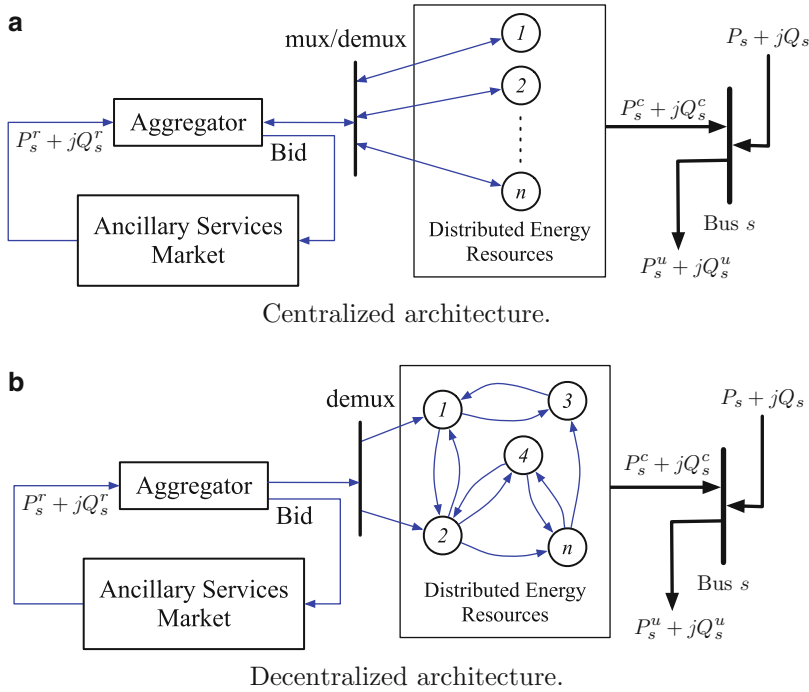 a
mux/demux
1
2
n
Distributed Energy
Resources
Aggregator
Bid
P_s^r + jQ_s^r
Ancillary Services
Market
P_s^c + jQ_s^c
P_s + jQ_s
Bus s
P_s^u + jQ_s^u
Centralized architecture.
b
demux
1
3
4
2
n
Distributed Energy
Resources
Aggregator
Bid
P_s^r + jQ_s^r
Ancillary Services
Market
P_s^c + jQ_s^c
P_s + jQ_s
Bus s
P_s^u + jQ_s^u
Decentralized architecture.